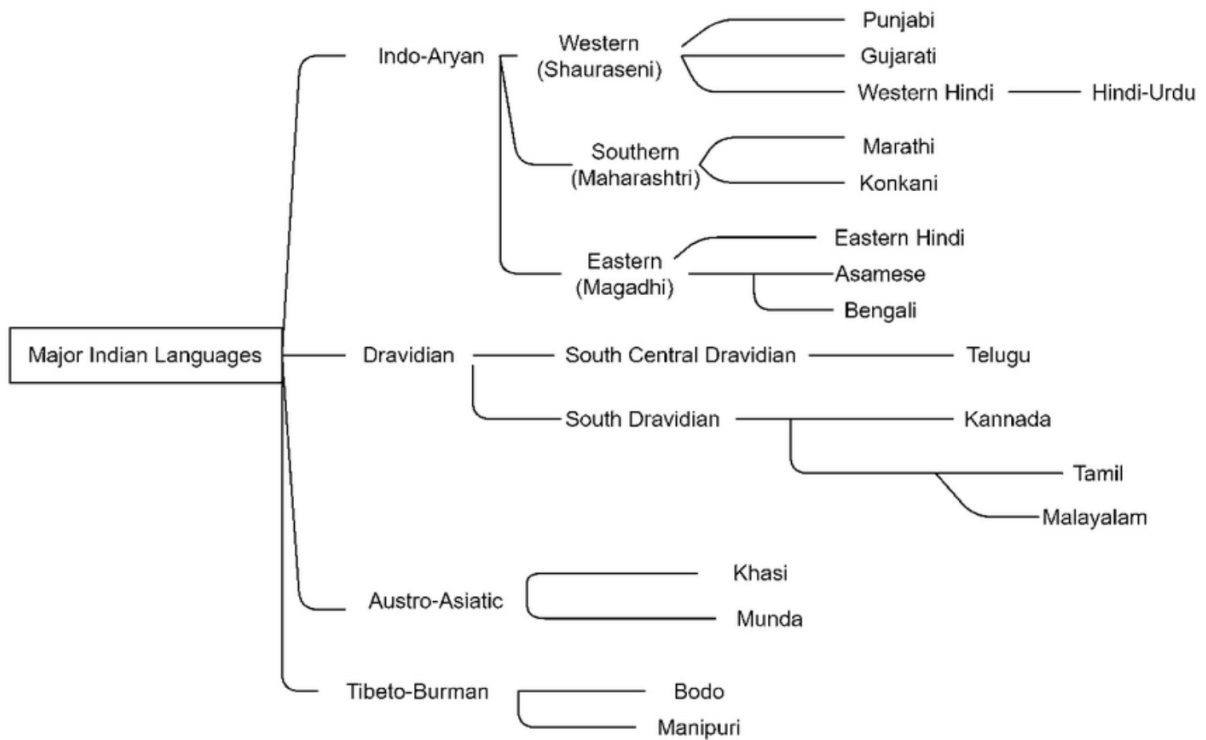 Punjabi
Indo-Aryan
Western
(Shauraseni)
Gujarati
Western Hindi
Hindi-Urdu
Southern
(Maharashtri)
Marathi
Konkani
Eastern
(Magadhi)
Eastern Hindi
Asamese
Bengali
Major Indian Languages
Dravidian
South Central Dravidian
Telugu
South Dravidian
Kannada
Tamil
Malayalam
Austro-Asiatic
Khasi
Munda
Tibeto-Burman
Bodo
Manipuri